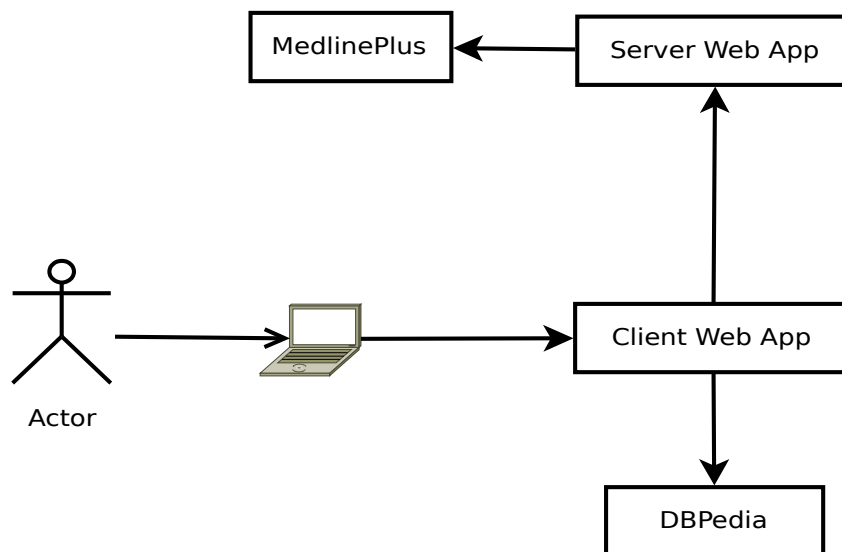 MedlinePlus
Server Web App
Client Web App
Actor
DBPedia